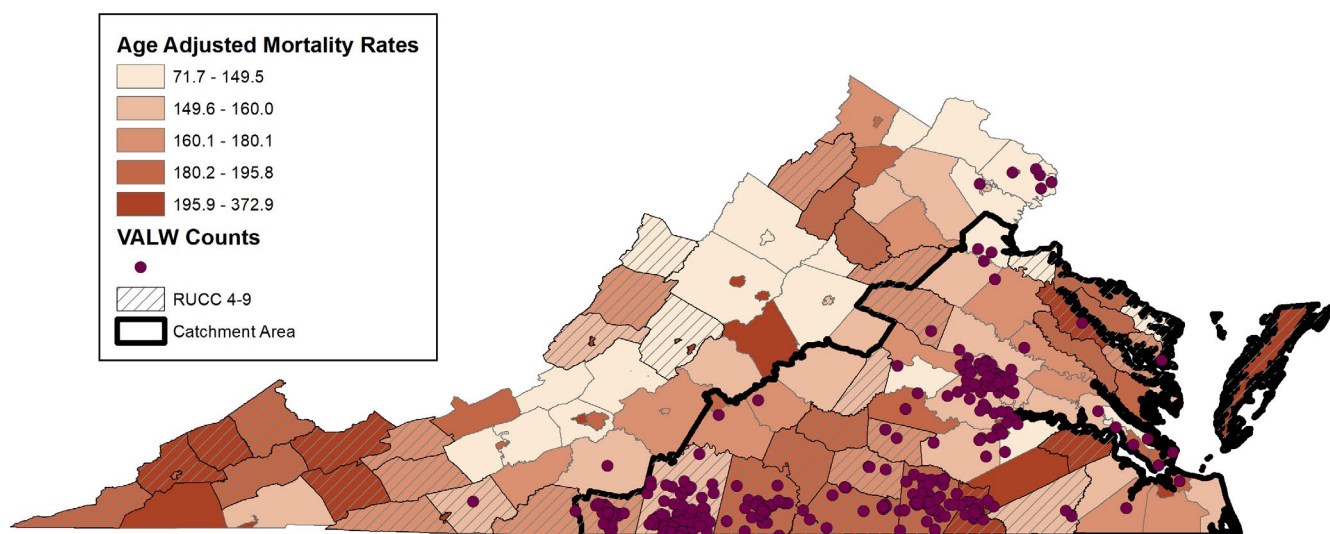 Age Adjusted Mortality Rates
71.7 - 149.5
149.6 - 160.0
160.1 - 180.1
180.2 - 195.8
195.9 - 372.9
VALW Counts
RUCC 4-9
Catchment Area